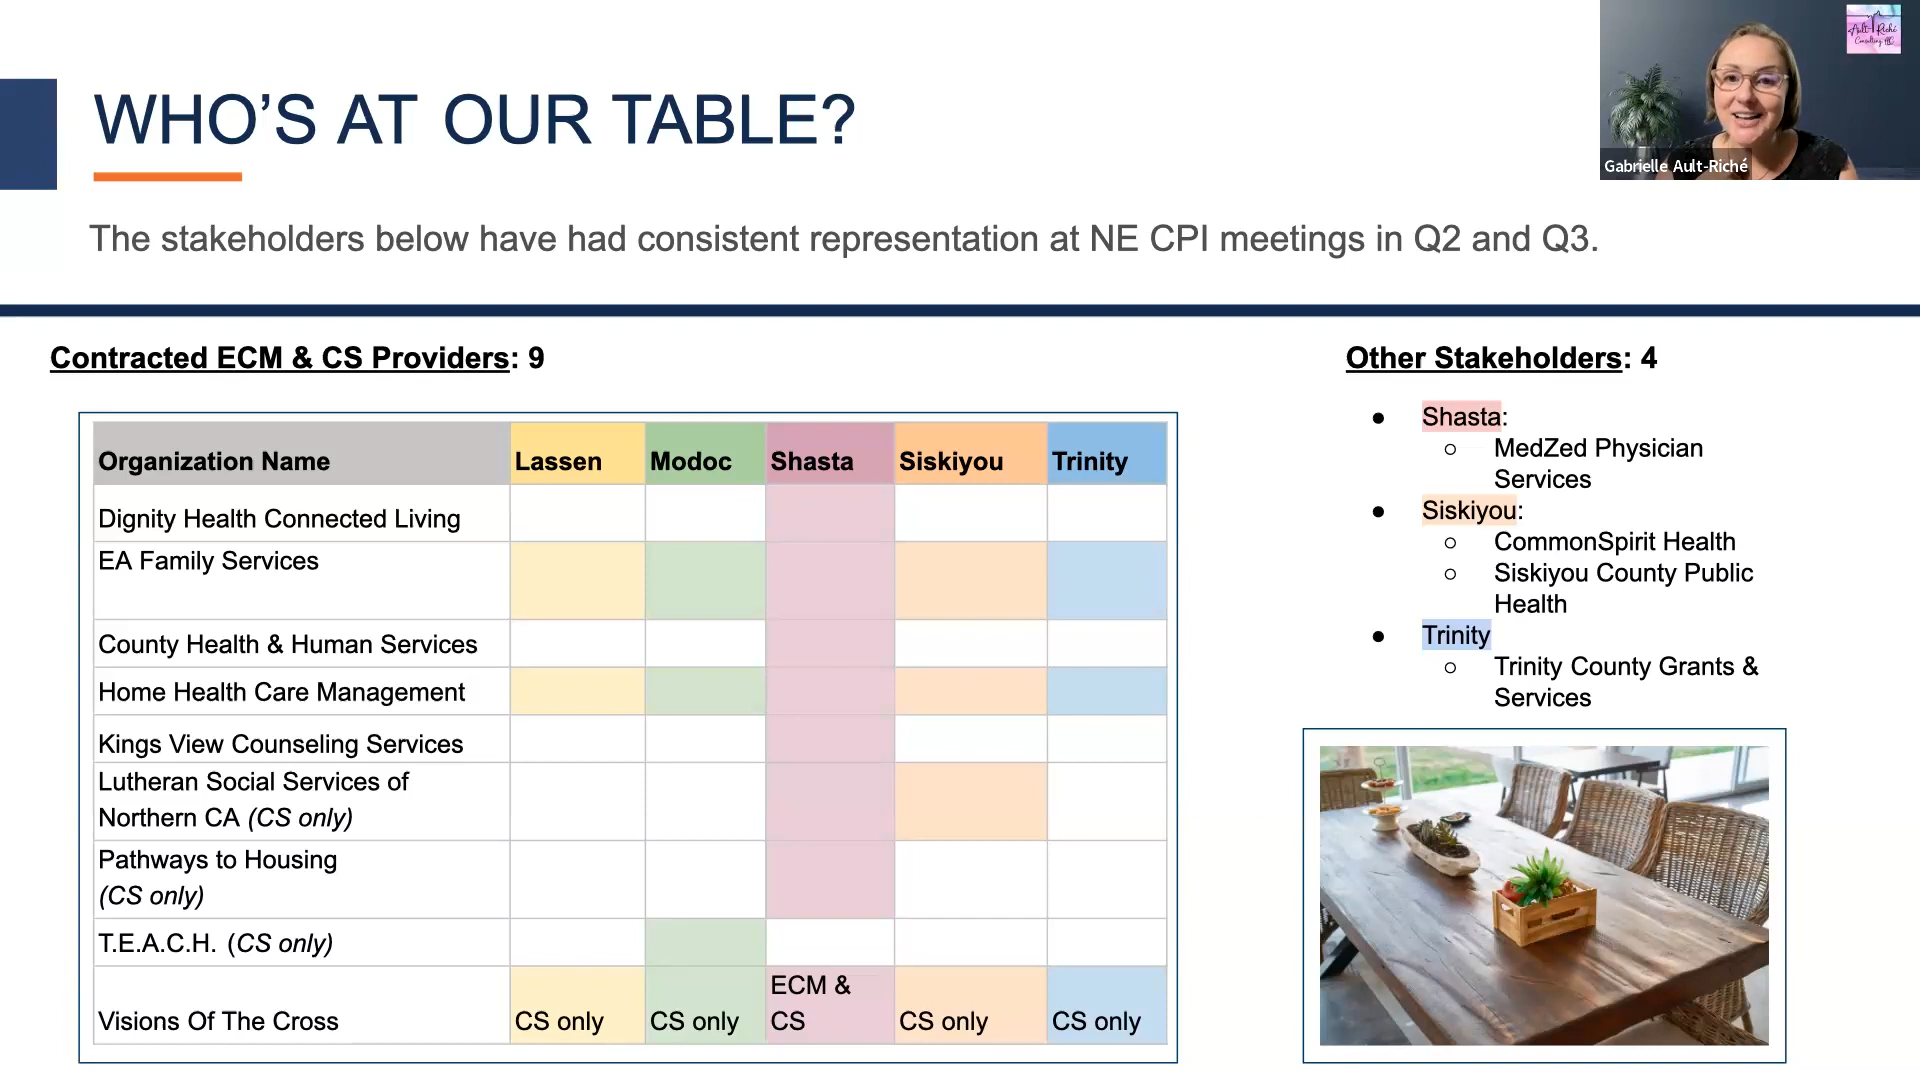 WHO’S AT OUR TABLE?
Ault-Riché
Consulting, LLC
Gabrielle Ault-Riché
The stakeholders below have had consistent representation at NE CPI meetings in Q2 and Q3.
Contracted ECM & CS Providers: 9
Organization Name Lassen Modoc Shasta Siskiyou Trinity
Dignity Health Connected Living
EA Family Services
County Health & Human Services
Home Health Care Management
Kings View Counseling Services
Lutheran Social Services of
Northern CA (CS only)
Pathways to Housing
(CS only)
T.E.A.C.H. (CS only)
ECM &
Visions Of The Cross CS only CS only CS CS only CS only
Other Stakeholders: 4
● Shasta:
○ MedZed Physician
Services
● Siskiyou:
○ CommonSpirit Health
○ Siskiyou County Public
Health
● Trinity
○ Trinity County Grants &
Services